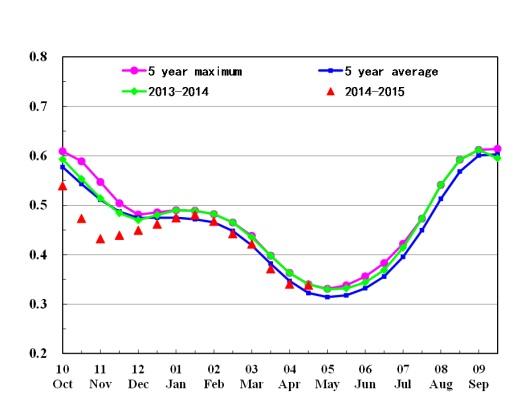 0.8
5 year maximum 5 year average
2013-2014 2014-2015
0.7
0.6
0.5
0.4
0.3
0.2
10 11 12 01 02 03 04 05 06 07 08 09
Oct Nov Dec Jan Feb Mar Apr May Jun Jul Aug Sep